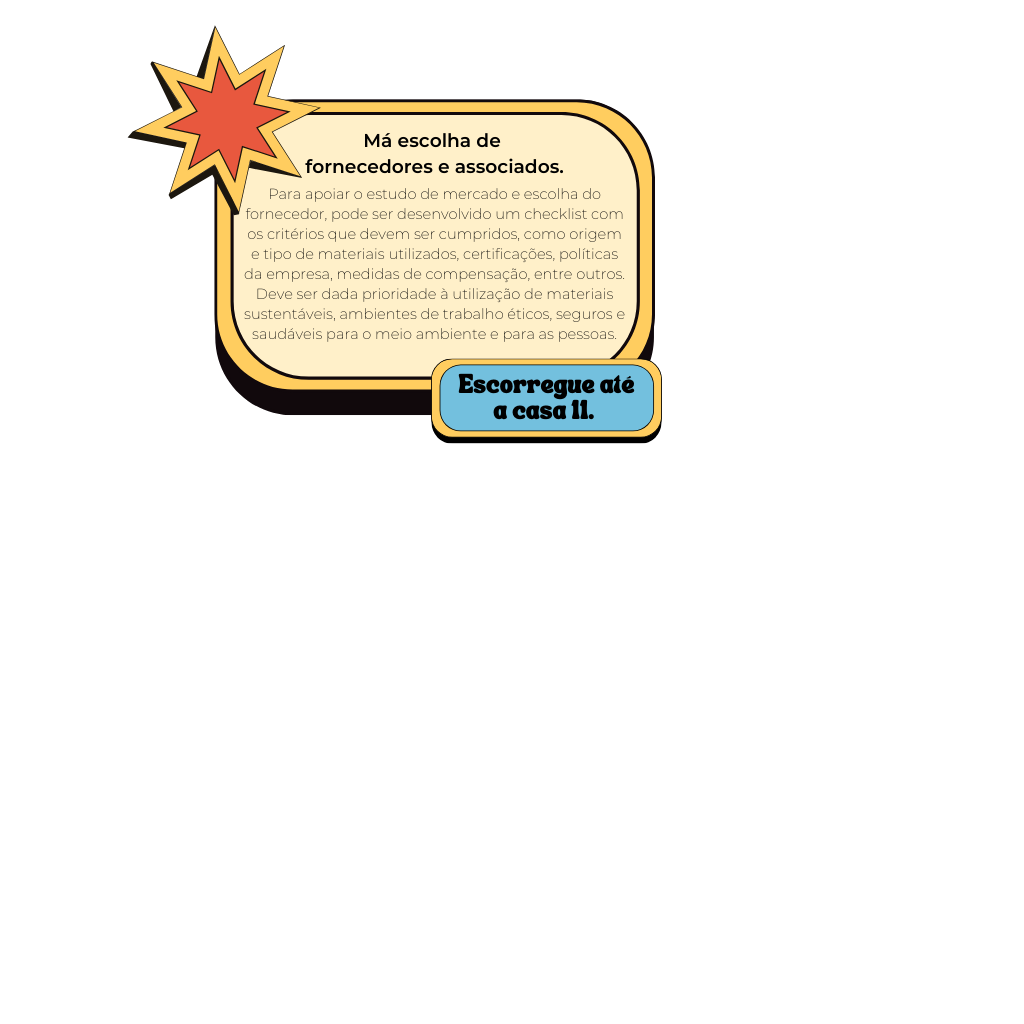 Má escolha de
fornecedores e associados.
Para apoiar o estudo de mercado e escolha do
fornecedor, pode ser desenvolvido um checklist com
os critérios que devem ser cumpridos, como origem
e tipo de materiais utilizados, certificações, políticas
da empresa, medidas de compensação, entre outros.
Deve ser dada prioridade à utilização de materiais
sustentáveis, ambientes de trabalho éticos, seguros e
saudáveis para o meio ambiente e para as pessoas.
Escorregue até
a casa 11.